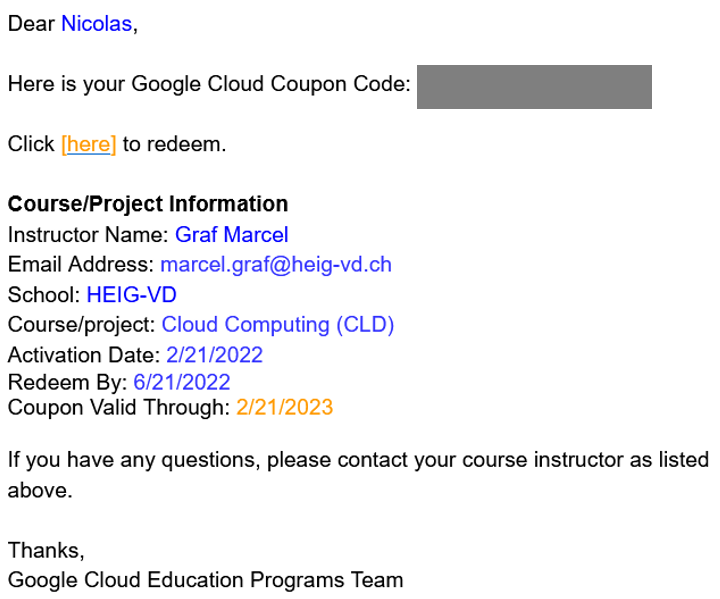 Dear Nicolas,
Here is your Google Cloud Coupon Code:
Click [here] to redeem.
Course/Project Information
Instructor Name: Graf Marcel
Email Address: marcel.graf@heig-vd.ch
School: HEIG-VD
Course/project: Cloud Computing (CLD)
Activation Date: 2/21/2022
Redeem By: 6/21/2022
Coupon Valid Through: 2/21/2023
If you have any questions, please contact your course instructor as listed
above.
Thanks,
Google Cloud Education Programs Team